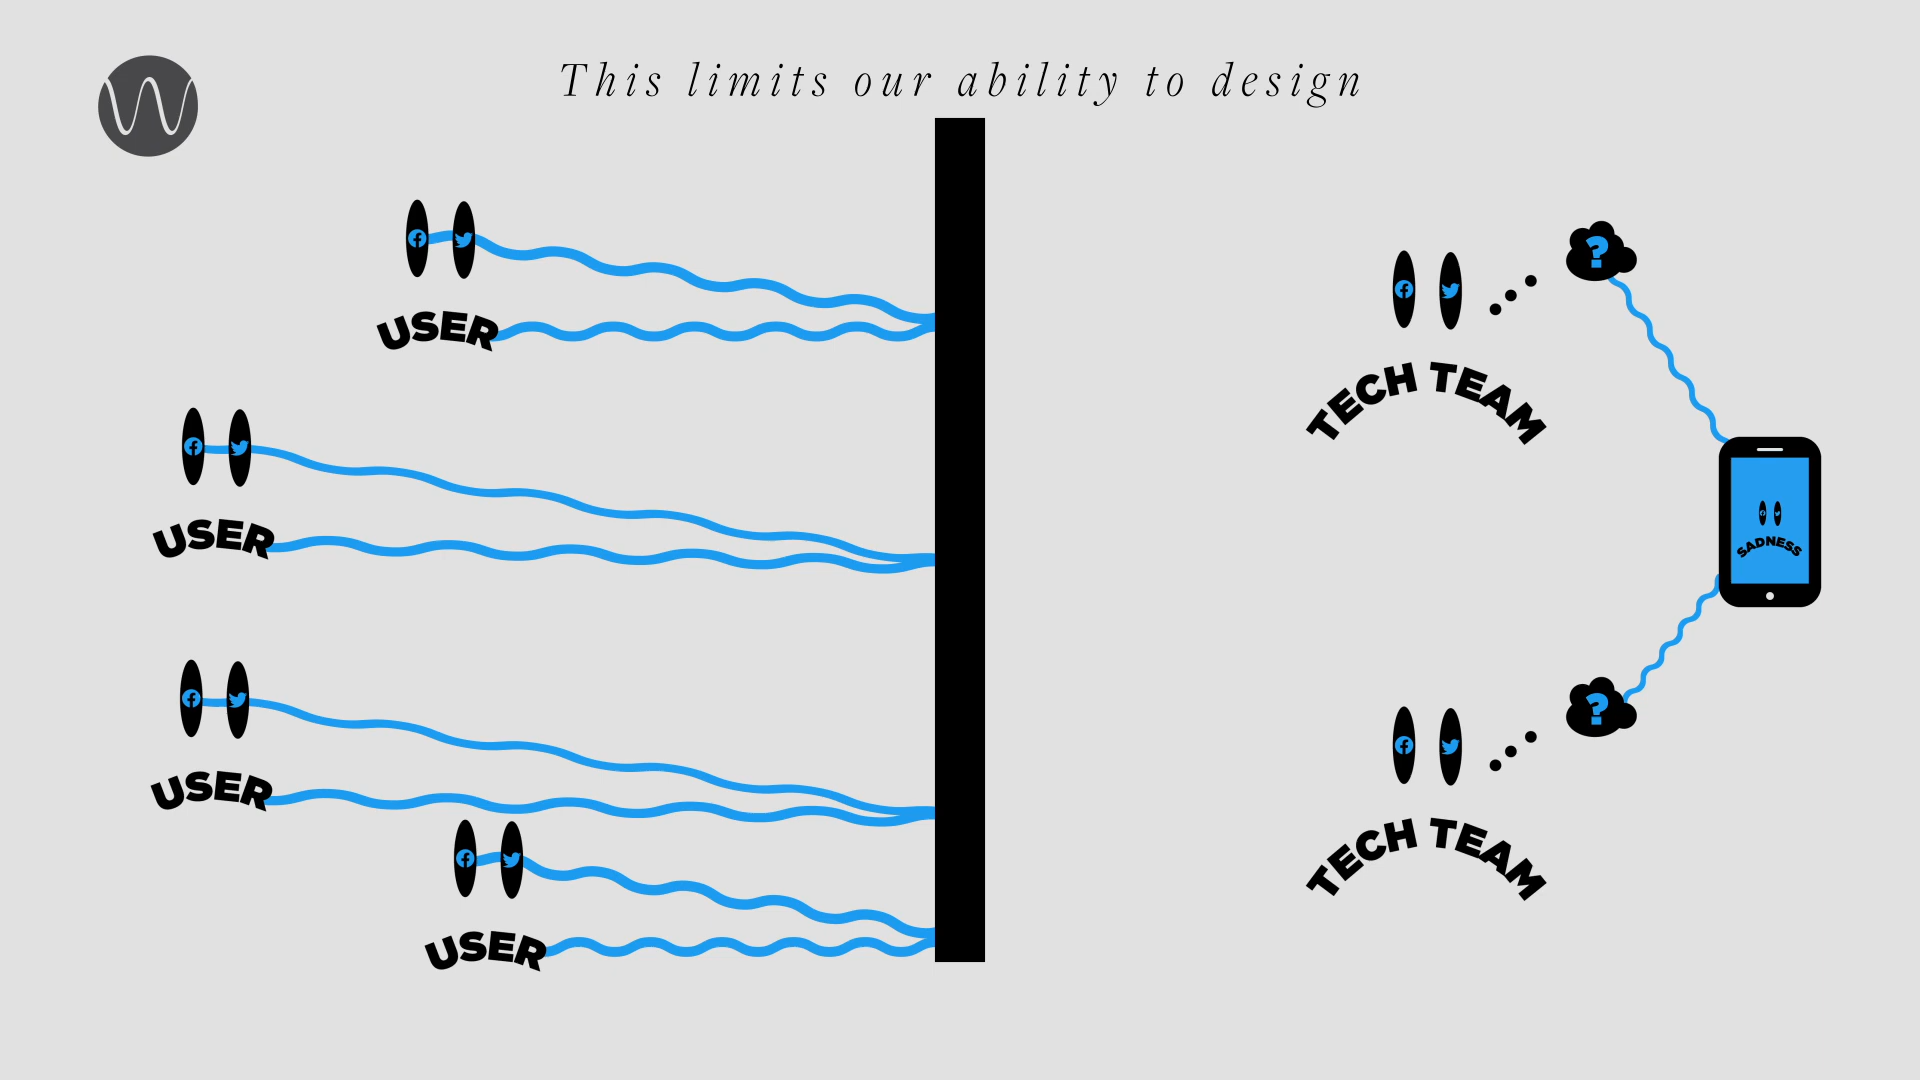 This limits our ability to design
USER
USER
USER
USER
TECH TEAM
?
SADNESS
TECH TEAM
?